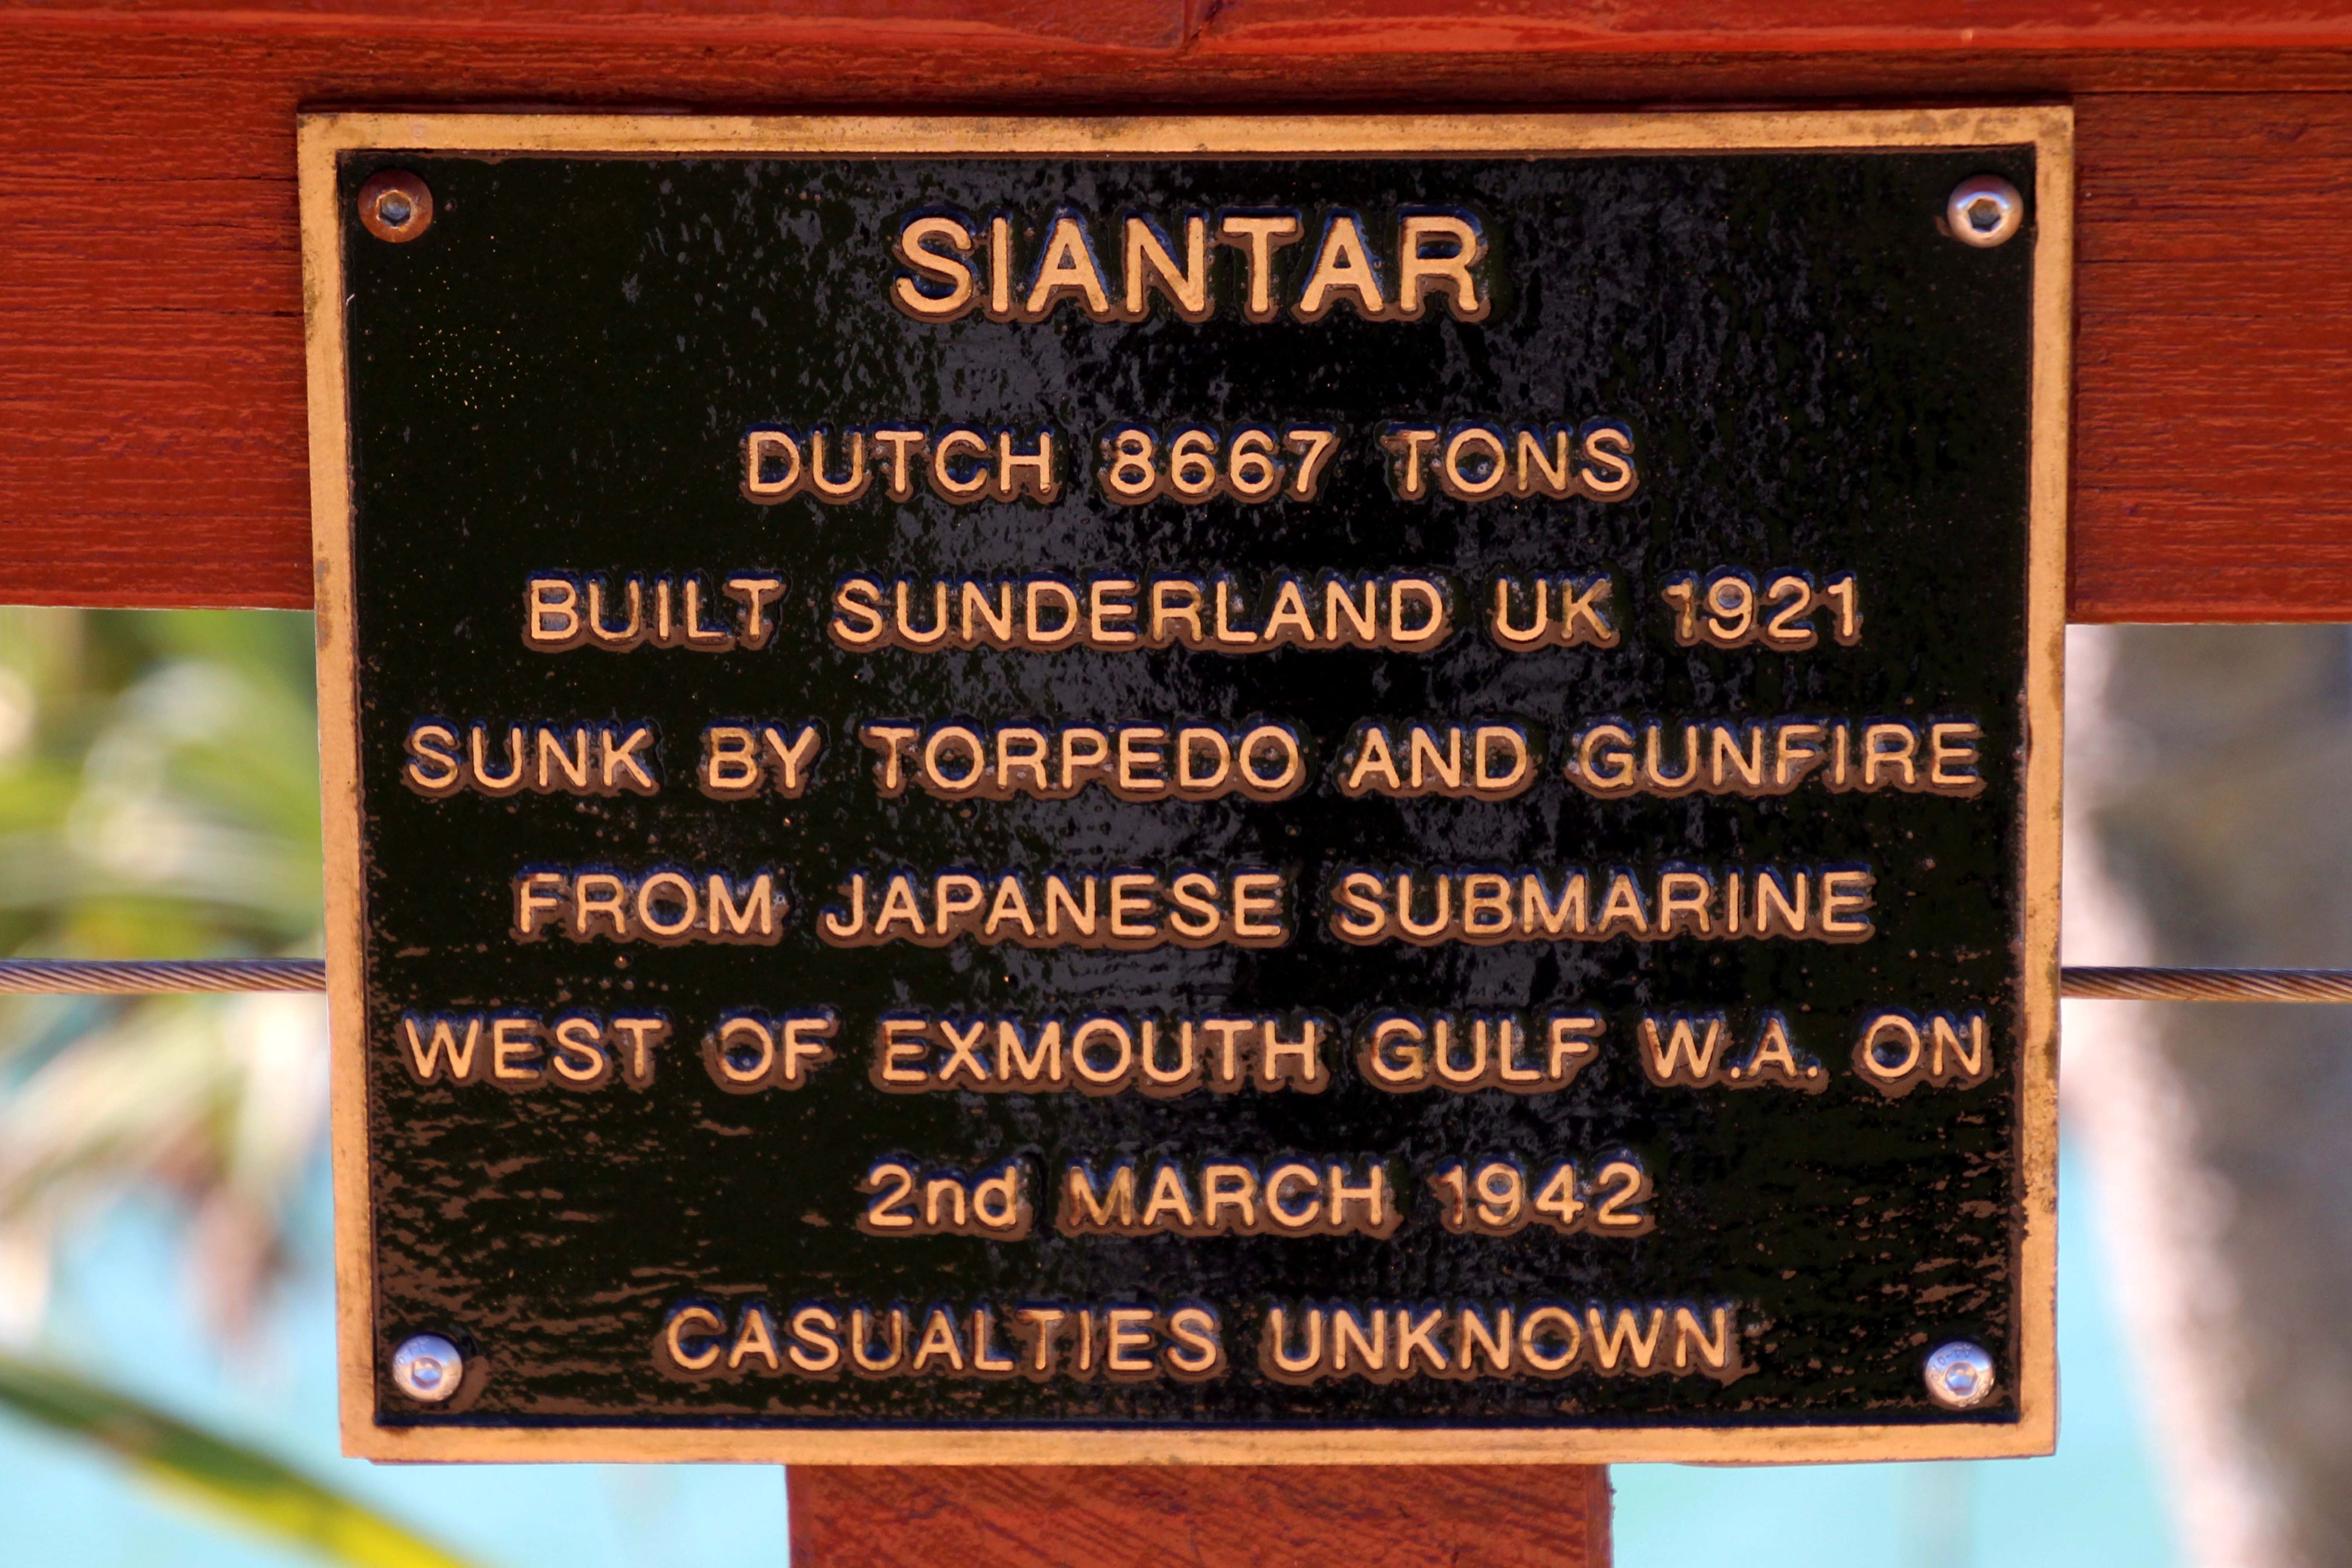 SIANTAR
DUTCH 8667 TONS
BUILT SUNDERLAND UK 1921
SUNK BY TORPEDO AND GUNFIRE
FROM JAPANESE SUBMARINE
WEST OF EXMOUTH GULF W.A. ON
2nd MARCH 1942
CASUALTIES UNKNOWN